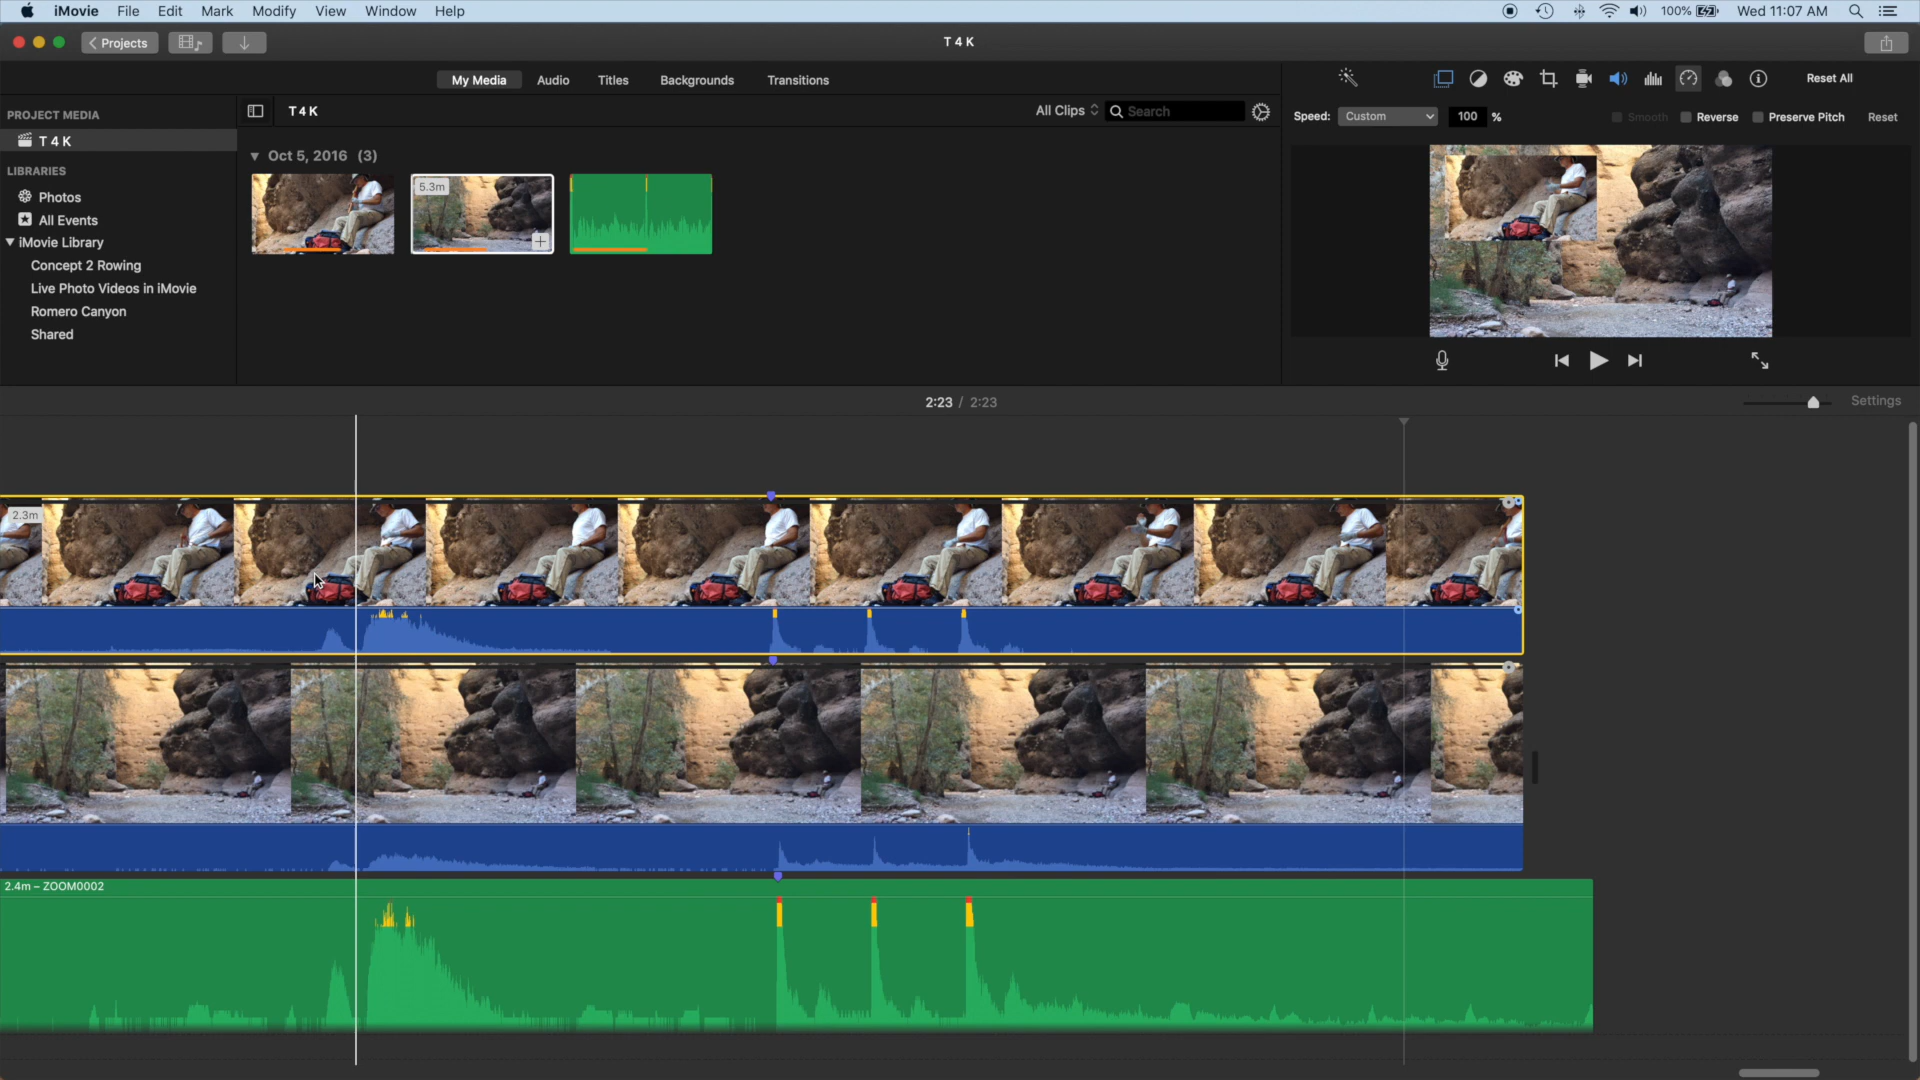 iMovie File Edit Mark Modify View Window Help 100% Wed 11:07 AM
Projects T 4 K
My Media Audio Titles Backgrounds Transitions Reset All
PROJECT MEDIA
T 4 K
T 4 K All Clips Search
Speed: Custom 100 % Smooth Reverse Preserve Pitch Reset
LIBRARIES
Photos
All Events
iMovie Library
Concept 2 Rowing
Live Photo Videos in iMovie
Romero Canyon
Shared
Oct 5, 2016 (3)
5.3m
2:23 / 2:23 Settings
2.3m
2.4m – ZOOM0002